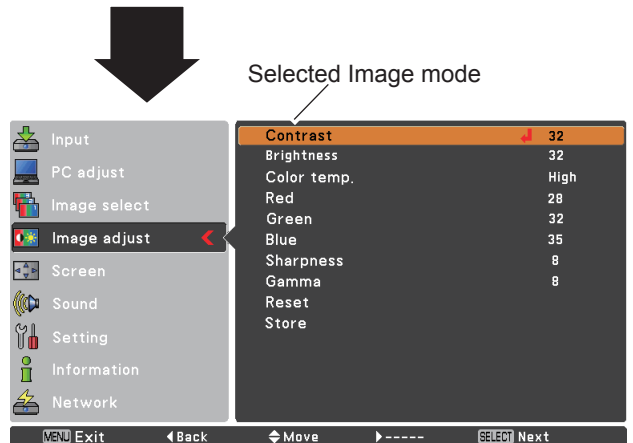 Selected Image mode
Input
PC adjust
Image select
Image adjust
Screen
Sound
Setting
Information
Network
Contrast 32
Brightness 32
Color temp. High
Red 28
Green 32
Blue 35
Sharpness 8
Gamma 8
Reset
Store
MENU Exit Back Move ----- SELECT Next